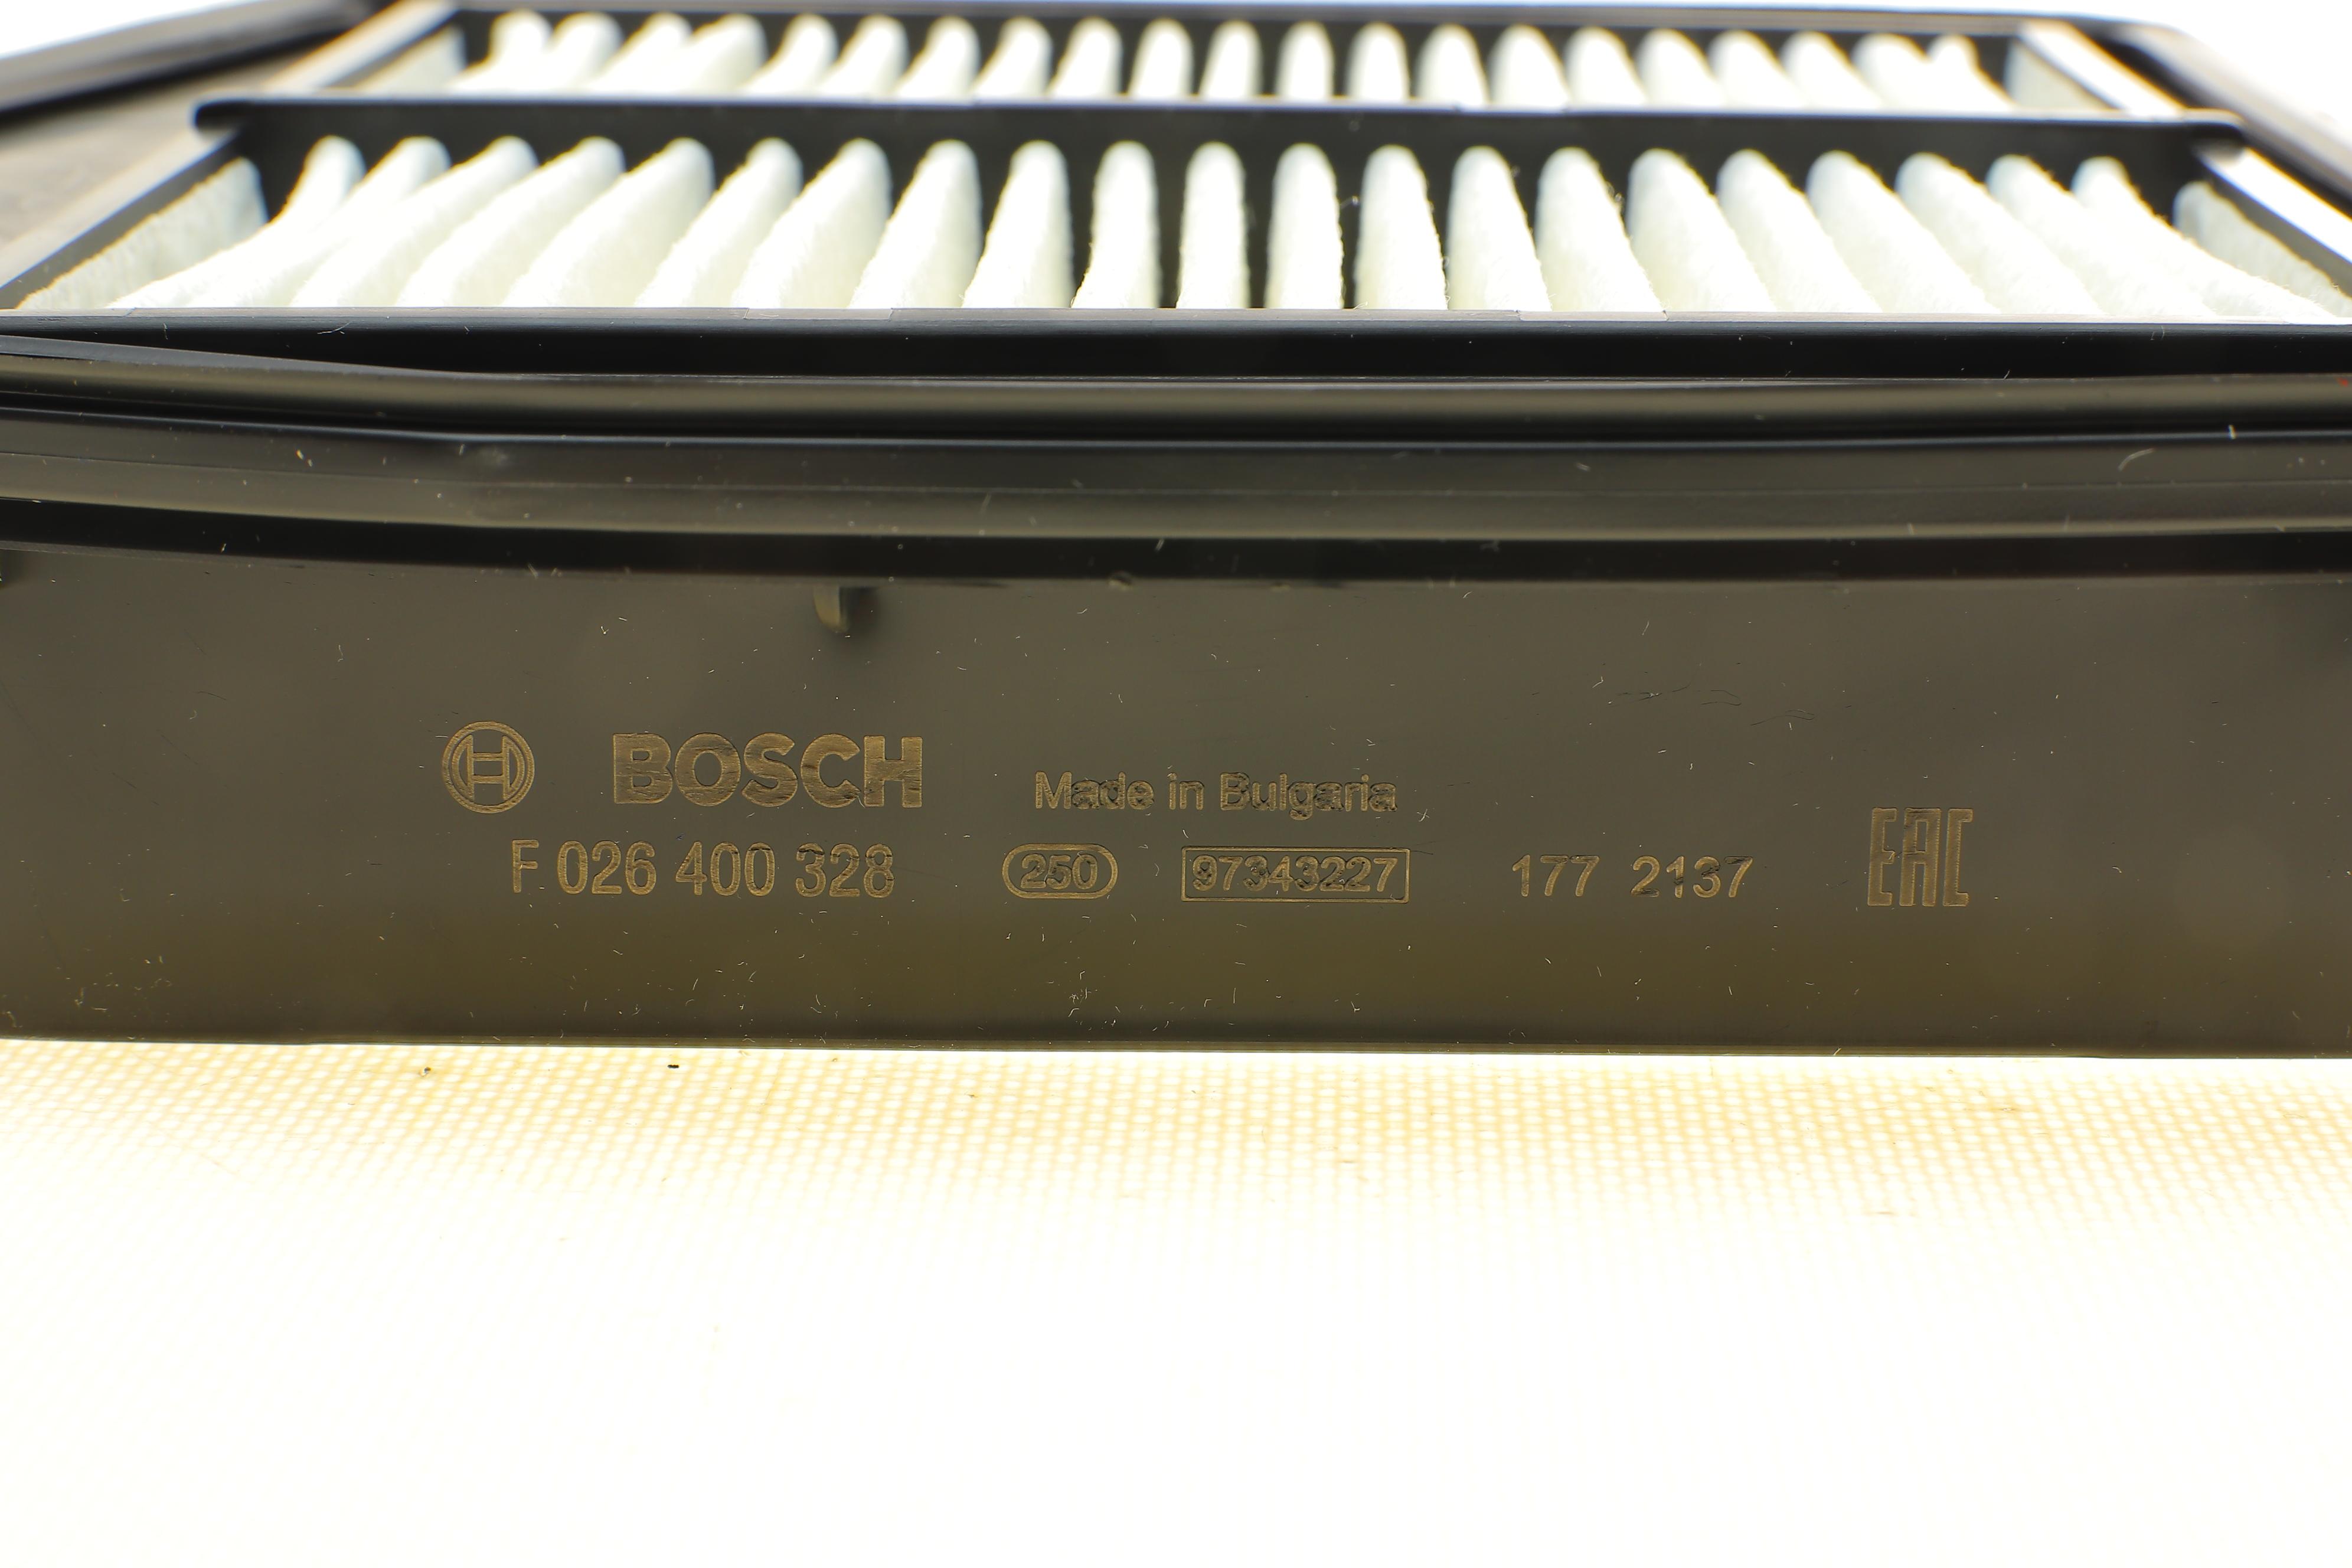 BOSCH Made in Bulgaria
F 026 400 328 250 97343227 177 2137 EAC